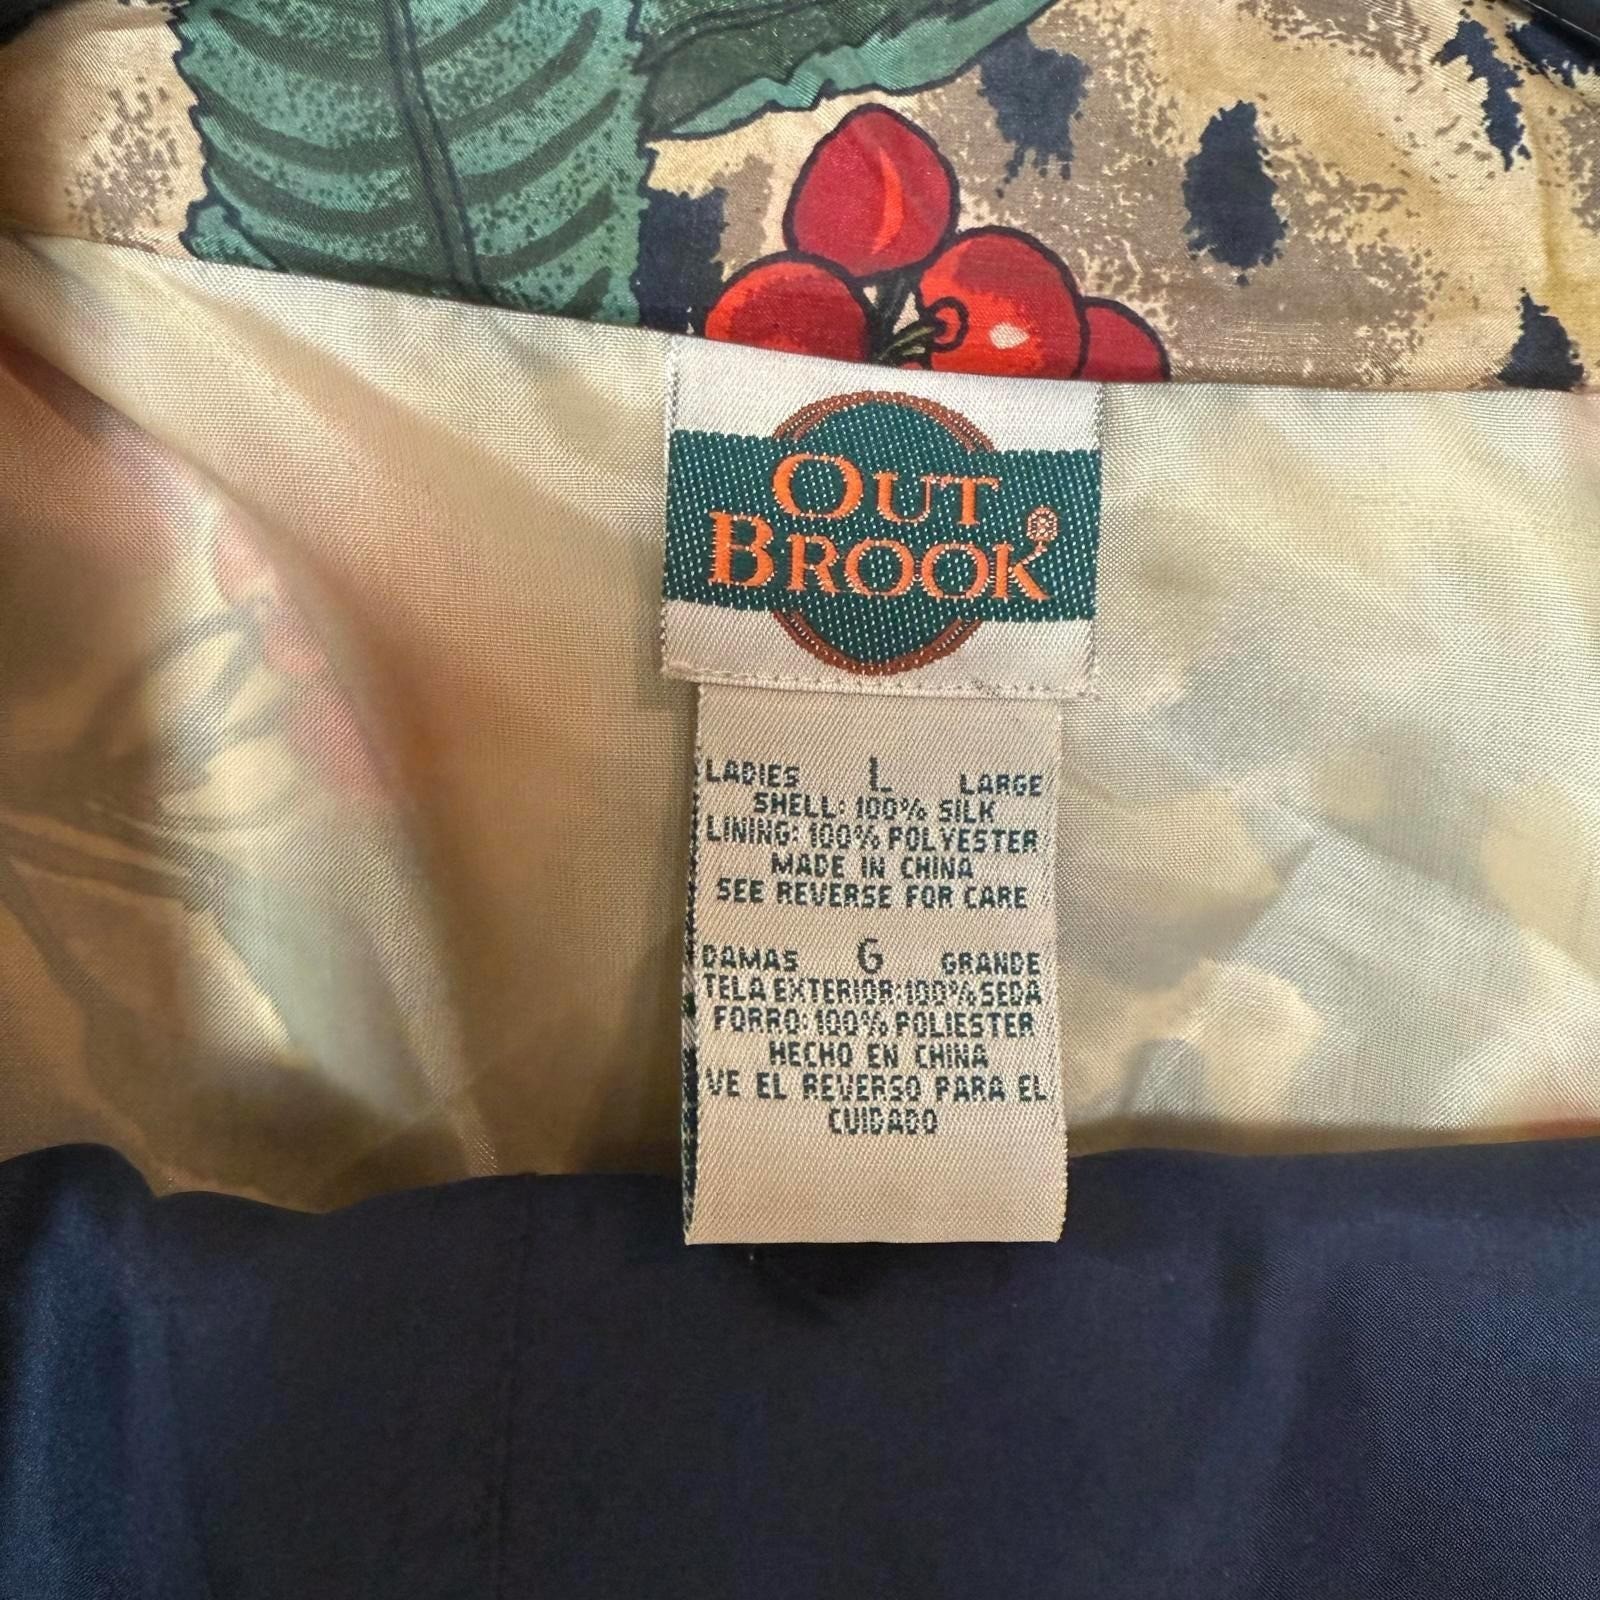 OUT
BROOK
LADIES L LARGE
SHELL: 100% SILK
LINING: 100% POLYESTER
MADE IN CHINA
SEE REVERSE FOR CARE
DAMAS G GRANDE
TELA EXTERIOR:100%SEDA
FORRO: 100% POLIESTER
HECHO EN CHINA
VE EL REVERSO PARA EL
CUIDADO